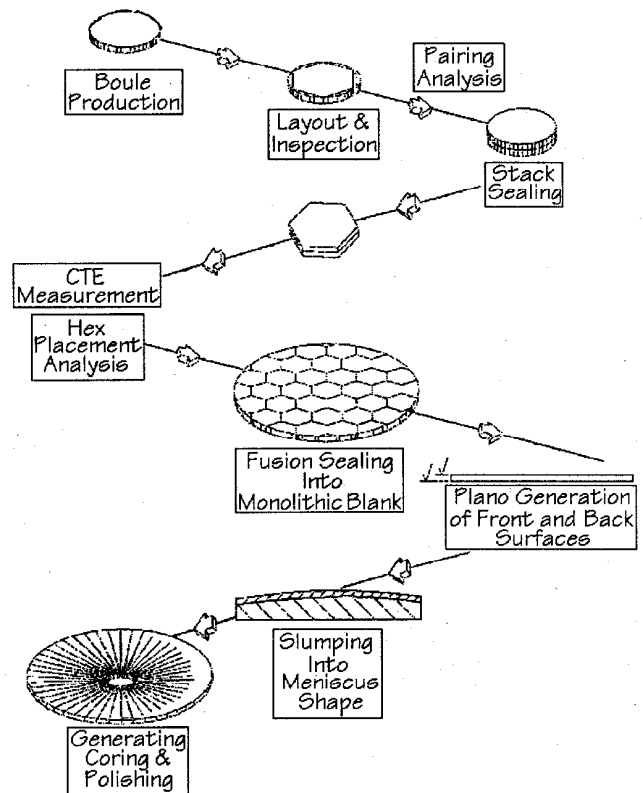 Boule
Production
Layout &
Inspection
Pairing
Analysis
Stack
Sealing
CTE
Measurement
Hex
Placement
Analysis
Fusion Sealing
Into
Monolithic Blank
Plano Generation
of Front and Back
Surfaces
Slumping
Into
Meniscus
Shape
Generating
Coring &
Polishing